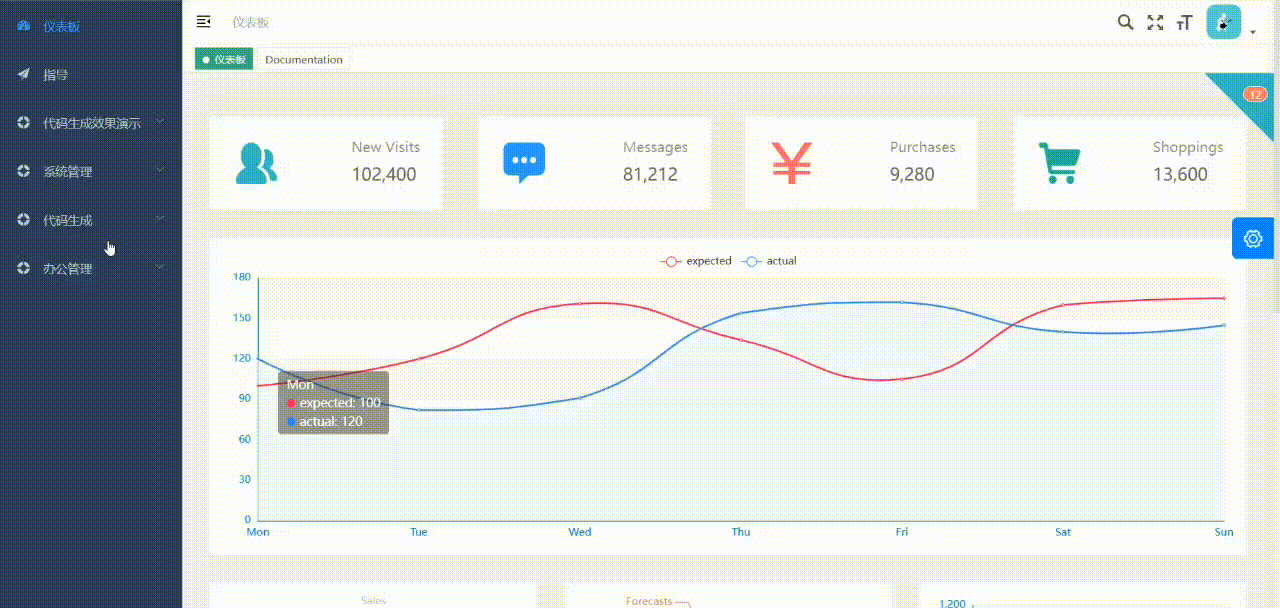 仪表板
指导
代码生成效果演示
系统管理
代码生成
办公管理
仪表板
仪表板 Documentation
12
New Visits
102,400
Messages
81,212
Purchases
9,280
Shoppings
13,600
expected actual
180
150
120
90
60
30
0
Mon
expected: 100
actual: 120
Mon Tue Wed Thu Fri Sat Sun
Sales
Forecasts
1,200